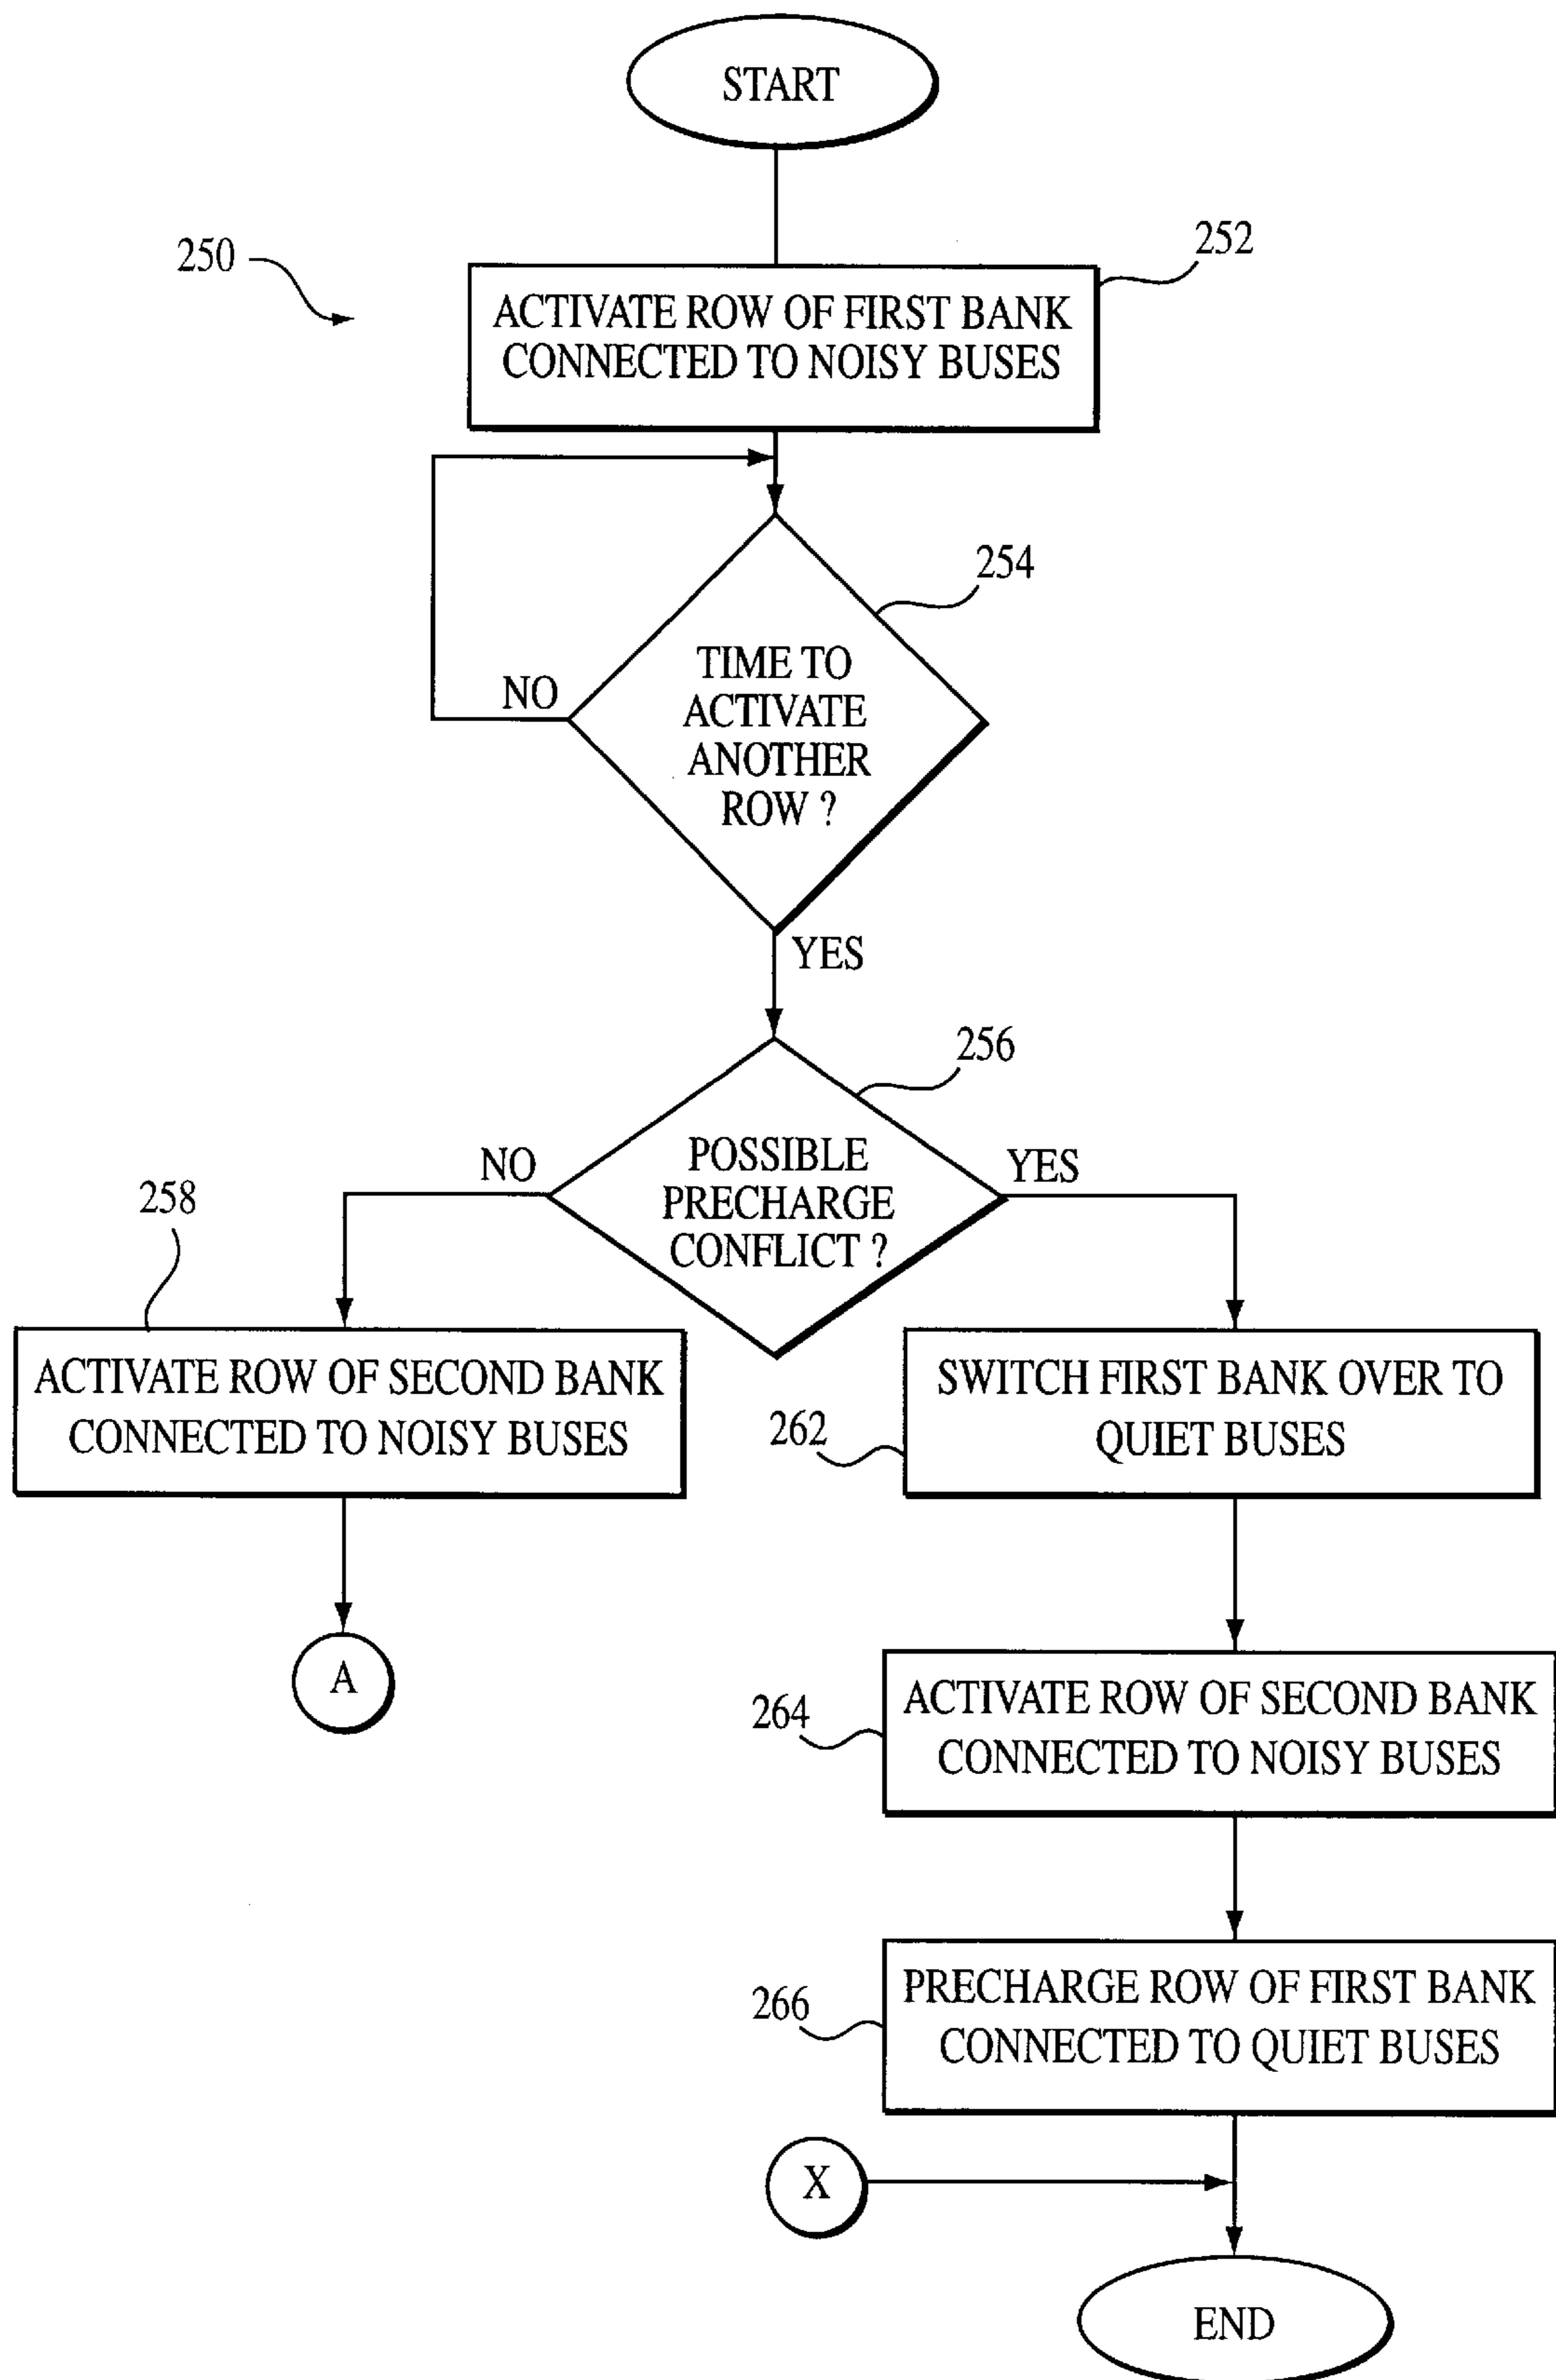 START
250
252
ACTIVATE ROW OF FIRST BANK
CONNECTED TO NOISY BUSES
254
TIME TO
ACTIVATE
ANOTHER
ROW ?
NO
YES
256
POSSIBLE
PRECHARGE
CONFLICT ?
NO
YES
258
ACTIVATE ROW OF SECOND BANK
CONNECTED TO NOISY BUSES
A
262
SWITCH FIRST BANK OVER TO
QUIET BUSES
264
ACTIVATE ROW OF SECOND BANK
CONNECTED TO NOISY BUSES
266
PRECHARGE ROW OF FIRST BANK
CONNECTED TO QUIET BUSES
X
END